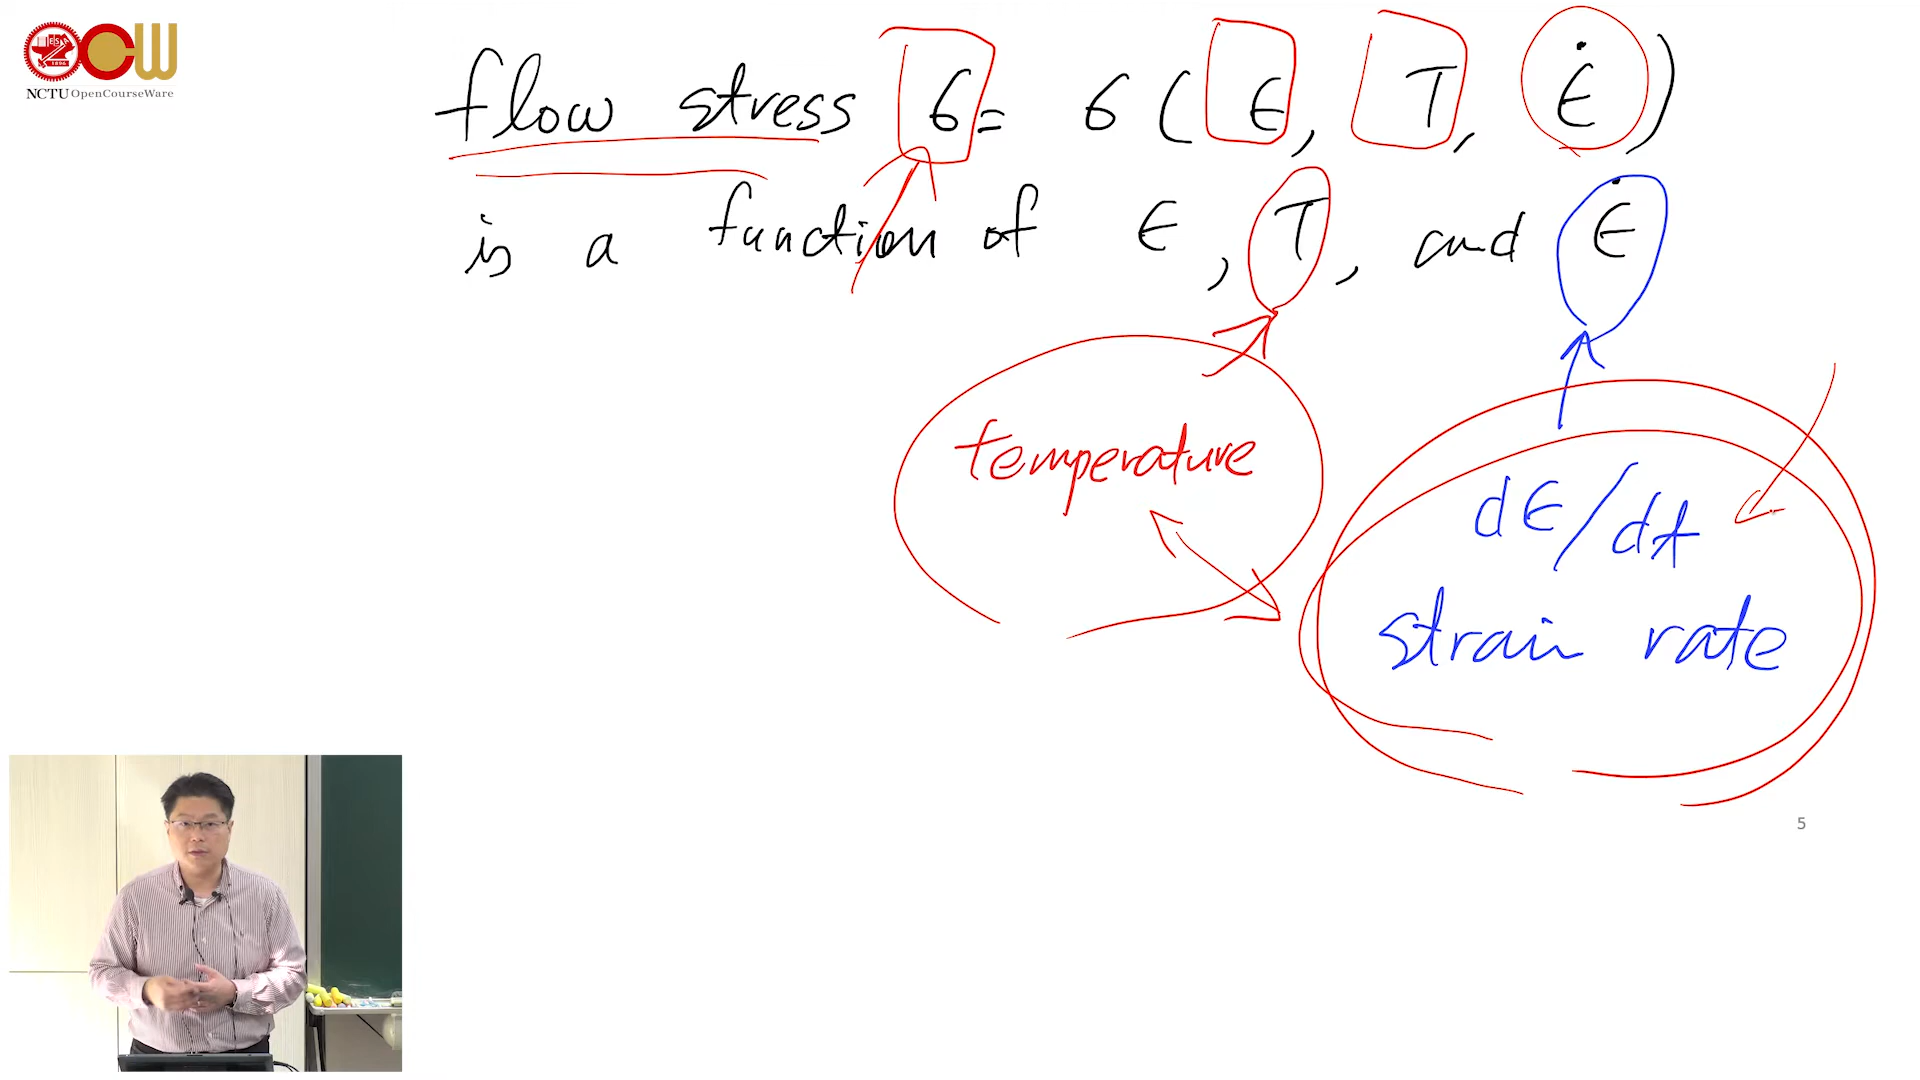 NCTU OpenCourseWare
flow stress σ = σ ( ϵ, T, ϵ̇ )
is a function of ϵ, T, and ϵ̇
temperature
dϵ/dt
strain rate
5